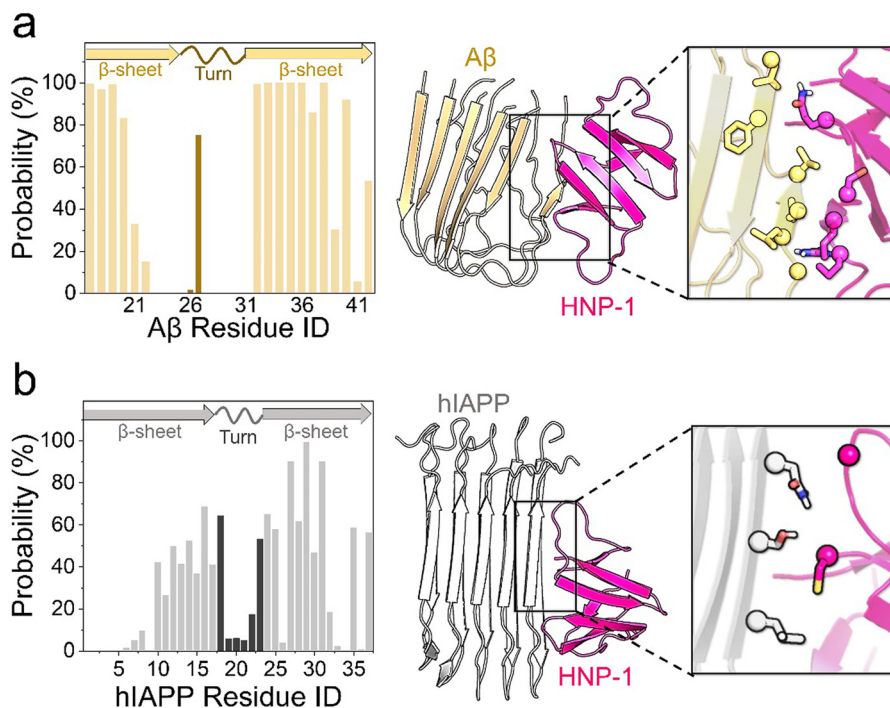 a
β-sheet
Turn
β-sheet
100
80
60
40
20
0
Probability (%)
21
26
31
36
41
Aβ Residue ID
Aβ
HNP-1
b
β-sheet
Turn
β-sheet
100
80
60
40
20
0
Probability (%)
5
10
15
20
25
30
35
hIAPP Residue ID
hIAPP
HNP-1